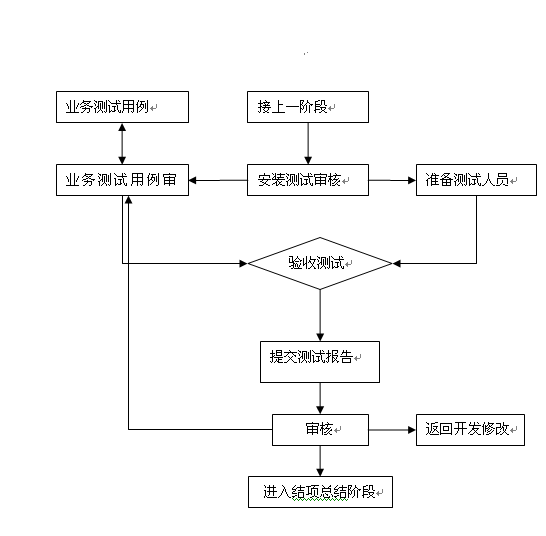 业务测试用例
接上一阶段
业务测试用例审
安装测试审核
准备测试人员
验收测试
提交测试报告
审核
返回开发修改
进入结项总结阶段